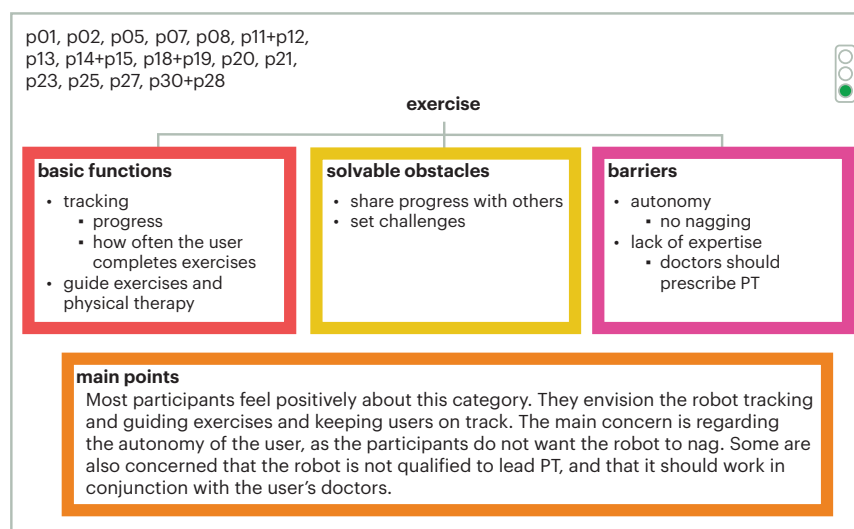 p01, p02, p05, p07, p08, p11+p12,
p13, p14+p15, p18+p19, p20, p21,
p23, p25, p27, p30+p28
exercise
basic functions
• tracking
▪ progress
▪ how often the user
completes exercises
• guide exercises and
physical therapy
solvable obstacles
• share progress with others
• set challenges
barriers
• autonomy
▪ no nagging
• lack of expertise
▪ doctors should
prescribe PT
main points
Most participants feel positively about this category. They envision the robot tracking
and guiding exercises and keeping users on track. The main concern is regarding
the autonomy of the user, as the participants do not want the robot to nag. Some are
also concerned that the robot is not qualified to lead PT, and that it should work in
conjunction with the user's doctors.